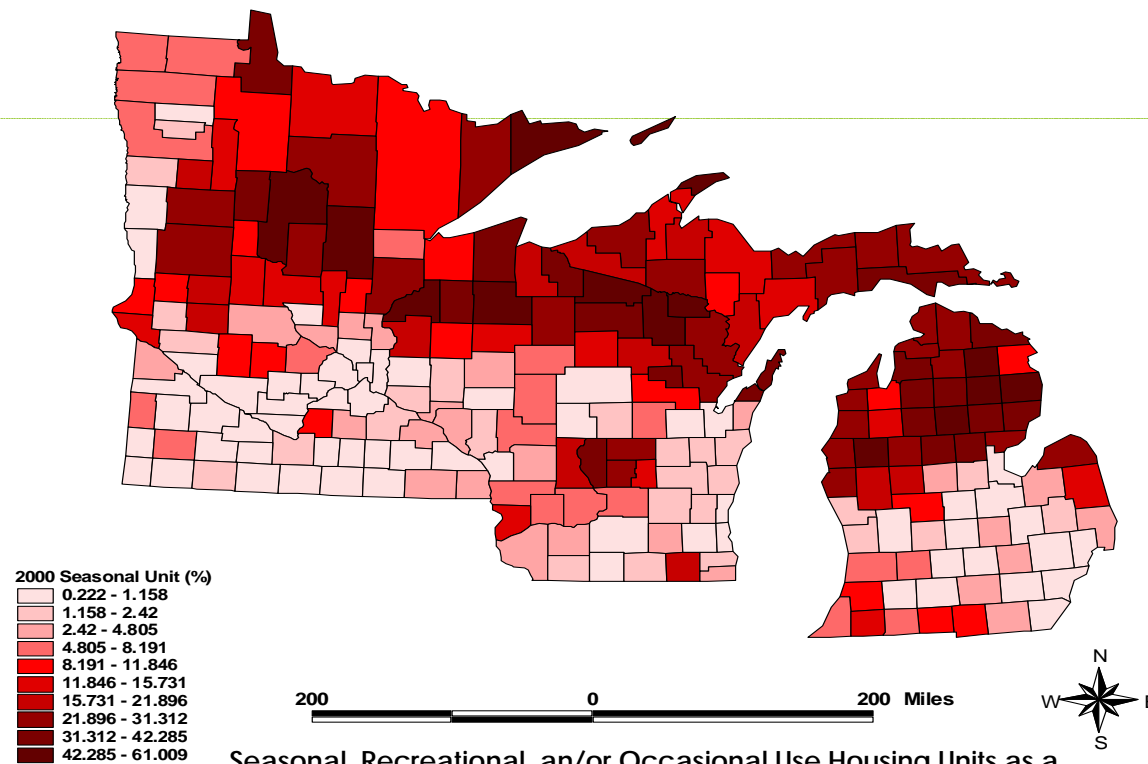 2000 Seasonal Unit (%)
0.222 - 1.158
1.158 - 2.42
2.42 - 4.805
4.805 - 8.191
8.191 - 11.846
11.846 - 15.731
15.731 - 21.896
21.896 - 31.312
31.312 - 42.285
42.285 - 61.009
200 0 200 Miles
N
W E
S
Seasonal, Recreational, an/or Occasional Use Housing Units as a